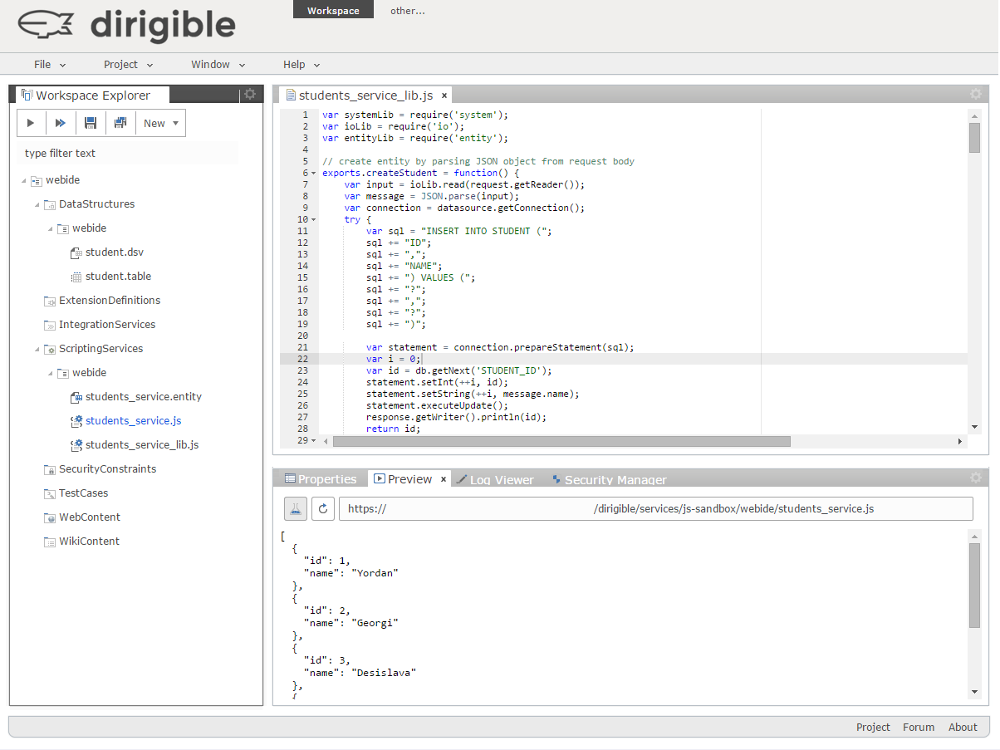 dirigible
Workspace other...
File Project Window Help
Workspace Explorer
New
type filter text
webide
DataStructures
webide
student.dsv
student.table
ExtensionDefinitions
IntegrationServices
ScriptingServices
webide
students_service.entity
students_service.js
students_service_lib.js
SecurityConstraints
TestCases
WebContent
WikiContent
students_service_lib.js x
1 var systemLib = require('system');
2 var ioLib = require('io');
3 var entityLib = require('entity');
4
5 // create entity by parsing JSON object from request body
6 exports.createStudent = function() {
7 var input = ioLib.read(request.getReader());
8 var message = JSON.parse(input);
9 var connection = datasource.getConnection();
10 try {
11 var sql = "INSERT INTO STUDENT (";
12 sql += "ID";
13 sql += ",";
14 sql += "NAME";
15 sql += ") VALUES (";
16 sql += "?";
17 sql += ",";
18 sql += "?";
19 sql += ")";
20
21 var statement = connection.prepareStatement(sql);
22 var i = 0;
23 var id = db.getNext('STUDENT_ID');
24 statement.setInt(++i, id);
25 statement.setString(++i, message.name);
26 statement.executeUpdate();
27 response.getWriter().println(id);
28 return id;
29
Properties Preview x Log Viewer Security Manager
https:// /dirigible/services/js-sandbox/webide/students_service.js
[
{
"id": 1,
"name": "Yordan"
},
{
"id": 2,
"name": "Georgi"
},
{
"id": 3,
"name": "Desislava"
},
{
Project Forum About